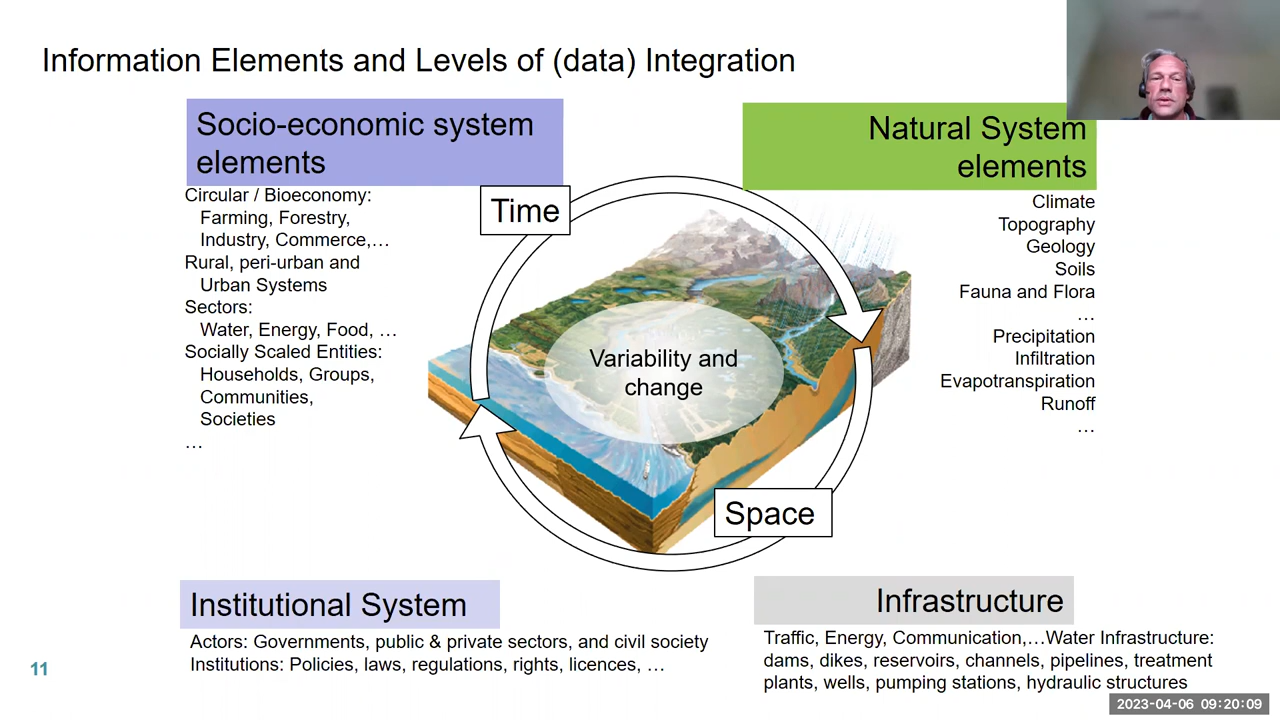 Information Elements and Levels of (data) Integration
Socio-economic system
elements
Circular / Bioeconomy:
Farming, Forestry,
Industry, Commerce,…
Rural, peri-urban and
Urban Systems
Sectors:
Water, Energy, Food, …
Socially Scaled Entities:
Households, Groups,
Communities,
Societies
…
Natural System
elements
Climate
Topography
Geology
Soils
Fauna and Flora
…
Precipitation
Infiltration
Evapotranspiration
Runoff
…
Time
Variability and
change
Space
Institutional System
Actors: Governments, public & private sectors, and civil society
Institutions: Policies, laws, regulations, rights, licences, …
Infrastructure
Traffic, Energy, Communication,…Water Infrastructure:
dams, dikes, reservoirs, channels, pipelines, treatment
plants, wells, pumping stations, hydraulic structures
11
2023-04-06 09:20:09